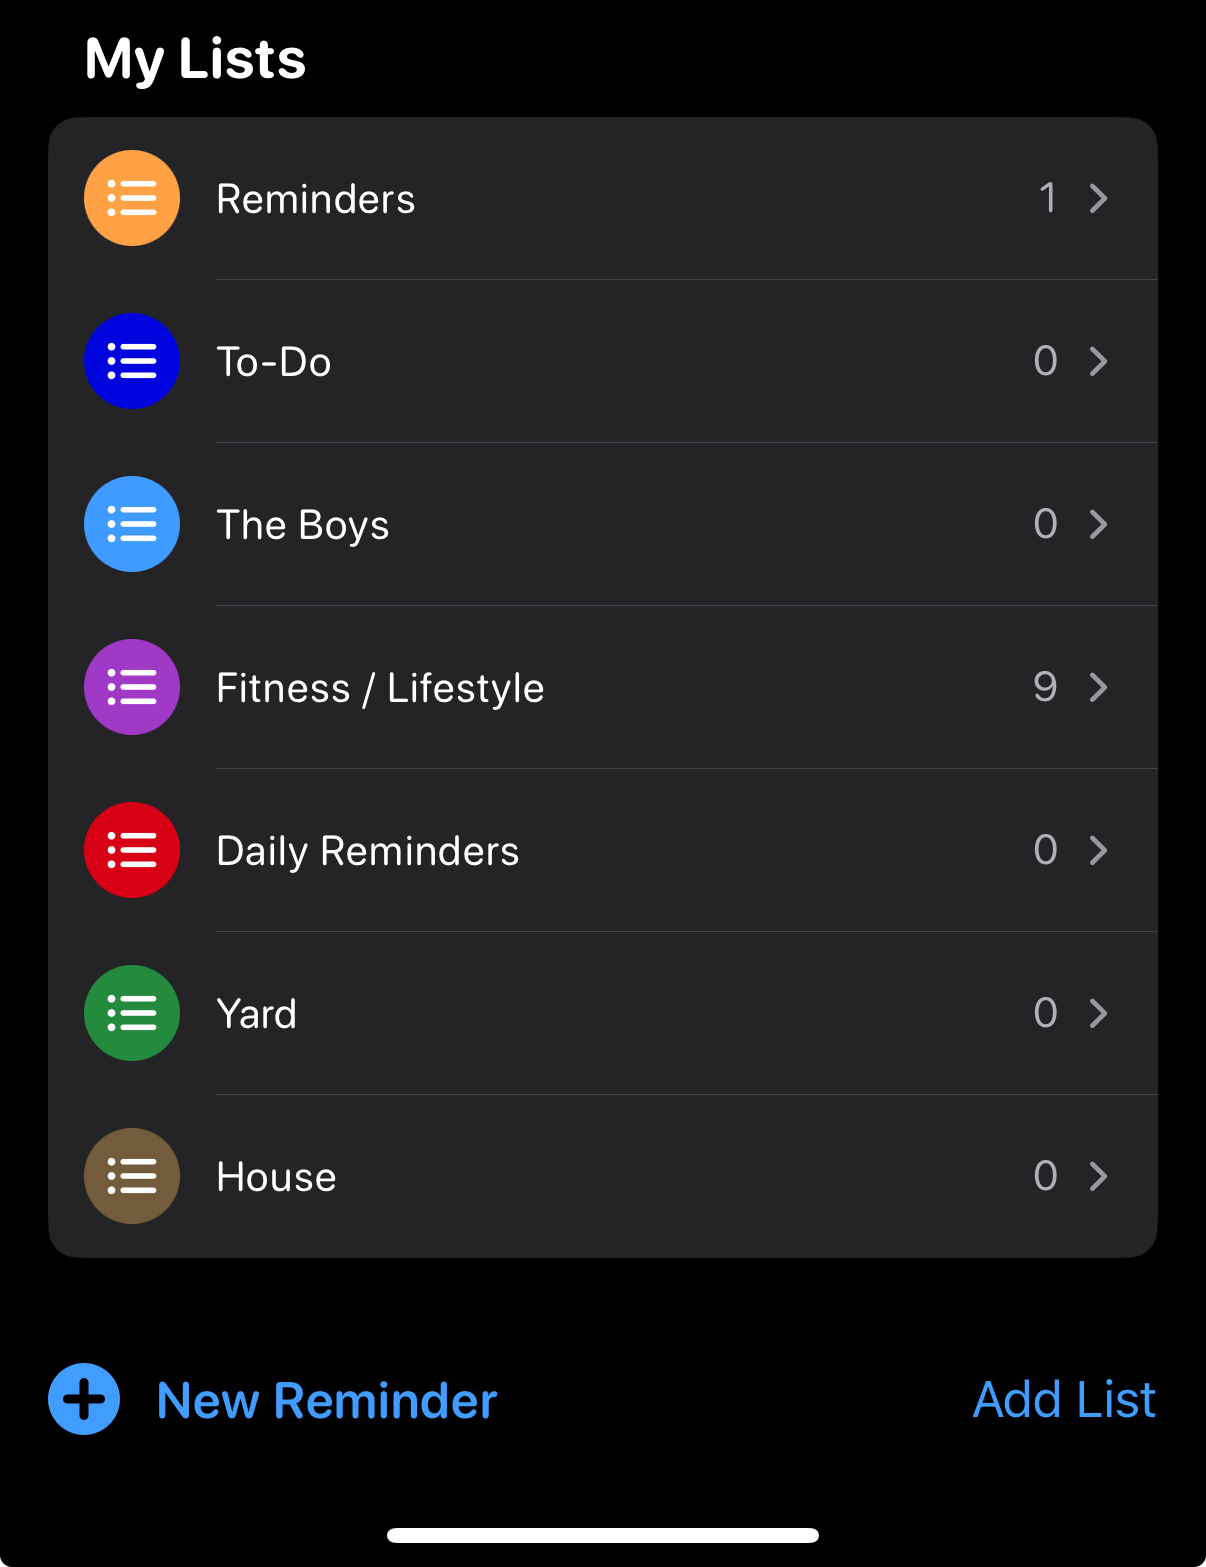 My Lists
Reminders 1
To-Do 0
The Boys 0
Fitness / Lifestyle 9
Daily Reminders 0
Yard 0
House 0
New Reminder Add List